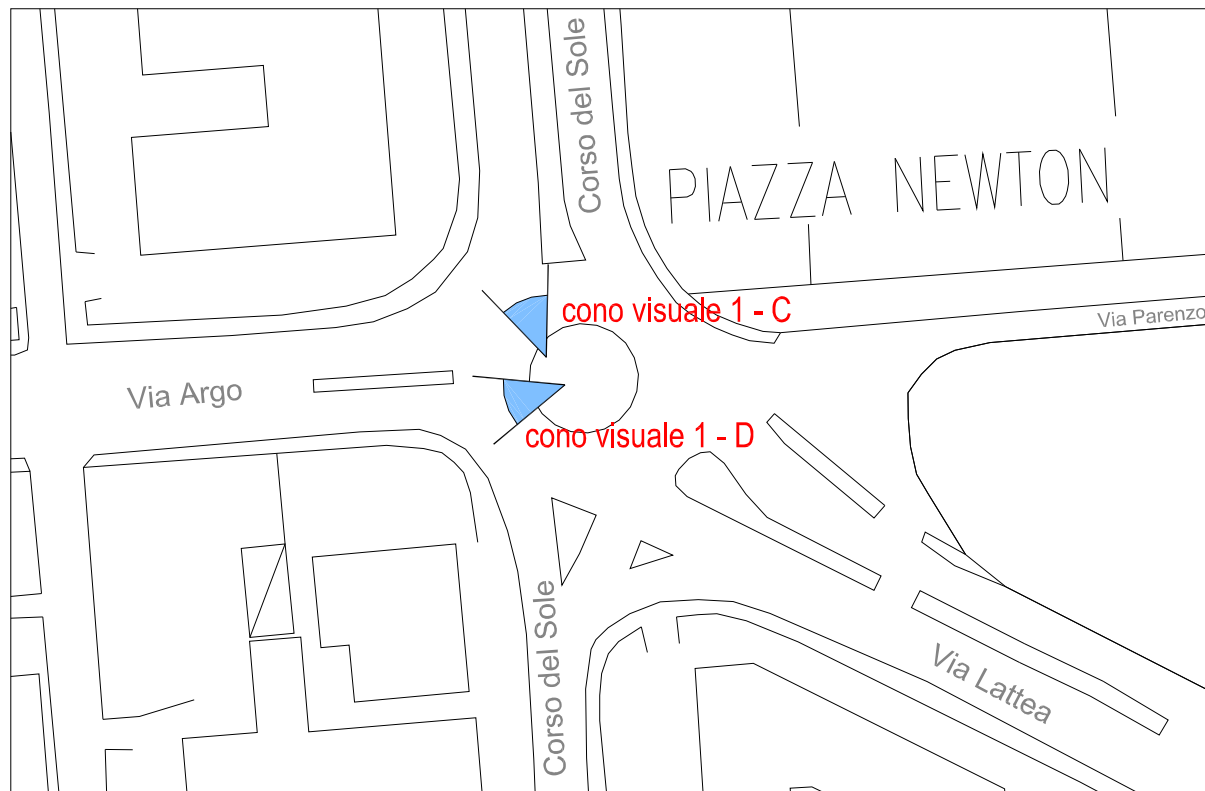 Corso del Sole
PIAZZA NEWTON
cono visuale 1 - C
Via Parenzo
Via Argo
cono visuale 1 - D
Corso del Sole
Via Lattea